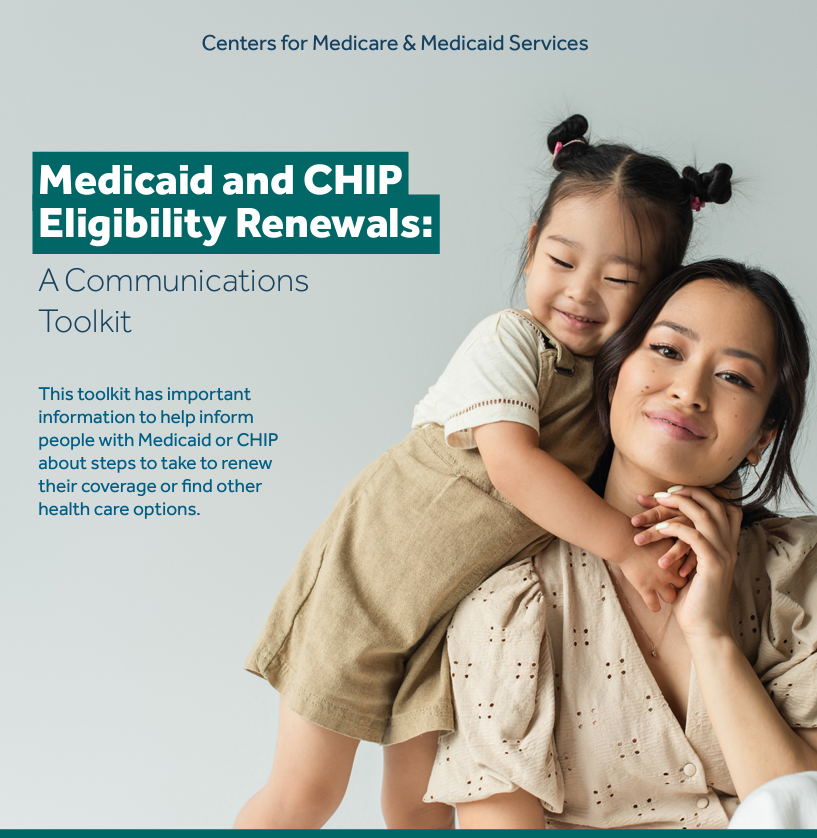 Centers for Medicare & Medicaid Services
Medicaid and CHIP
Eligibility Renewals:
A Communications
Toolkit
This toolkit has important
information to help inform
people with Medicaid or CHIP
about steps to take to renew
their coverage or find other
health care options.